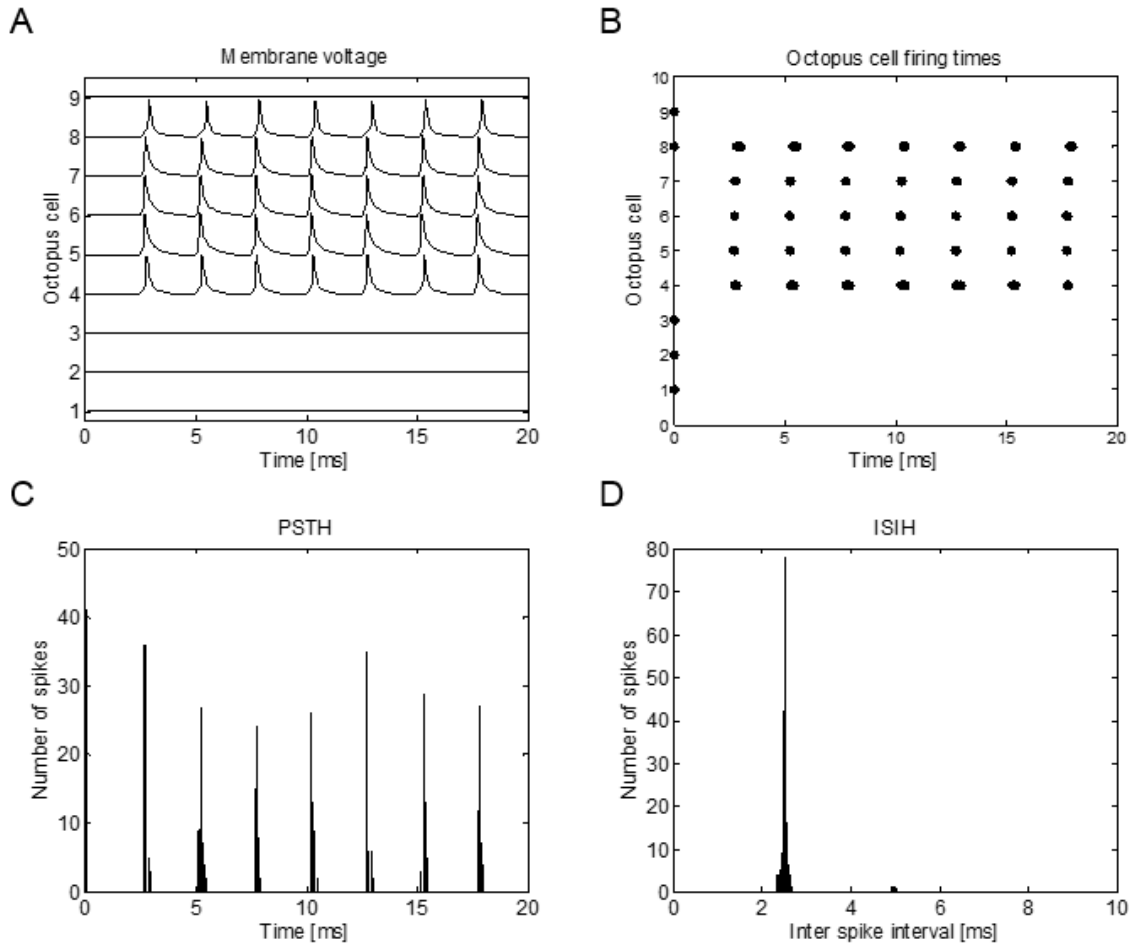 A
Membrane voltage
9
8
7
6
5
4
3
2
1
Octopus cell
0 5 10 15 20
Time [ms]
B
Octopus cell firing times
10
9
8
7
6
5
4
3
2
1
0
Octopus cell
0 5 10 15 20
Time [ms]
C
PSTH
50
40
30
20
10
0
Number of spikes
0 5 10 15 20
Time [ms]
D
ISIH
80
70
60
50
40
30
20
10
0
Number of spikes
0 2 4 6 8 10
Inter spike interval [ms]